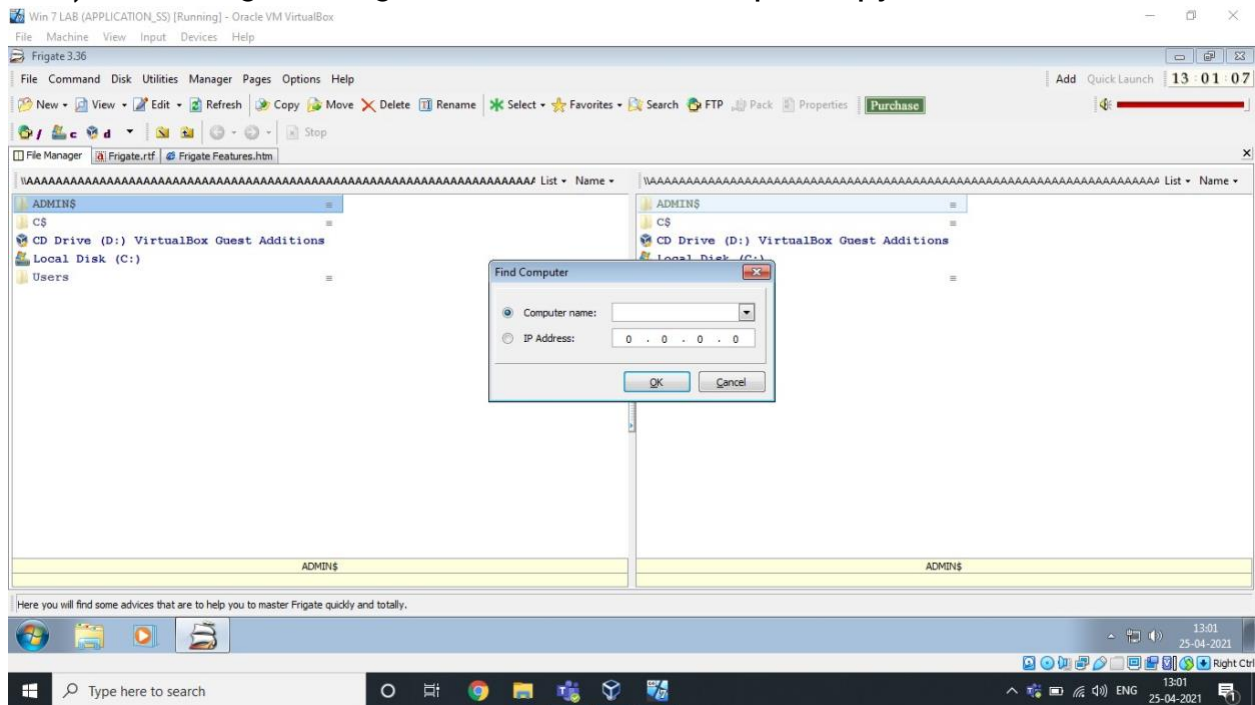 Win 7 LAB (APPLICATION_SS) [Running] - Oracle VM VirtualBox
File Machine View Input Devices Help
Frigate 3.36
File Command Disk Utilities Manager Pages Options Help Add Quick Launch 13:01:07
New View Edit Refresh Copy Move Delete Rename Select Favorites Search FTP Pack Properties Purchase
/ c d Stop
File Manager Frigate.rtf Frigate Features.htm
List Name List Name
ADMIN$ ADMIN$
C$ C$
CD Drive (D:) VirtualBox Guest Additions CD Drive (D:) VirtualBox Guest Additions
Local Disk (C:) Local Disk (C:)
Users
Find Computer
Computer name:
IP Address: 0 . 0 . 0 . 0
OK Cancel
ADMIN$ ADMIN$
Here you will find some advices that are to help you to master Frigate quickly and totally.
13:01
25-04-2021
Right Ctrl
Type here to search ENG 13:01
25-04-2021